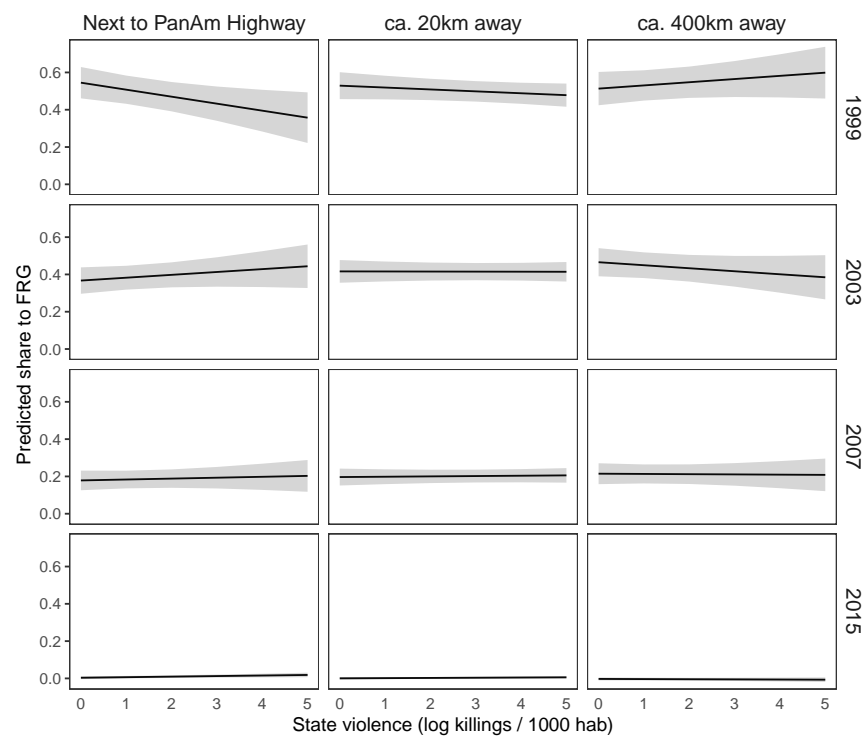 Next to PanAm Highway
ca. 20km away
ca. 400km away
0.6
0.4
0.2
0.0
1999
0.6
0.4
0.2
0.0
2003
0.6
0.4
0.2
0.0
2007
0.6
0.4
0.2
0.0
2015
Predicted share to FRG
0 1 2 3 4 5
0 1 2 3 4 5
0 1 2 3 4 5
State violence (log killings / 1000 hab)